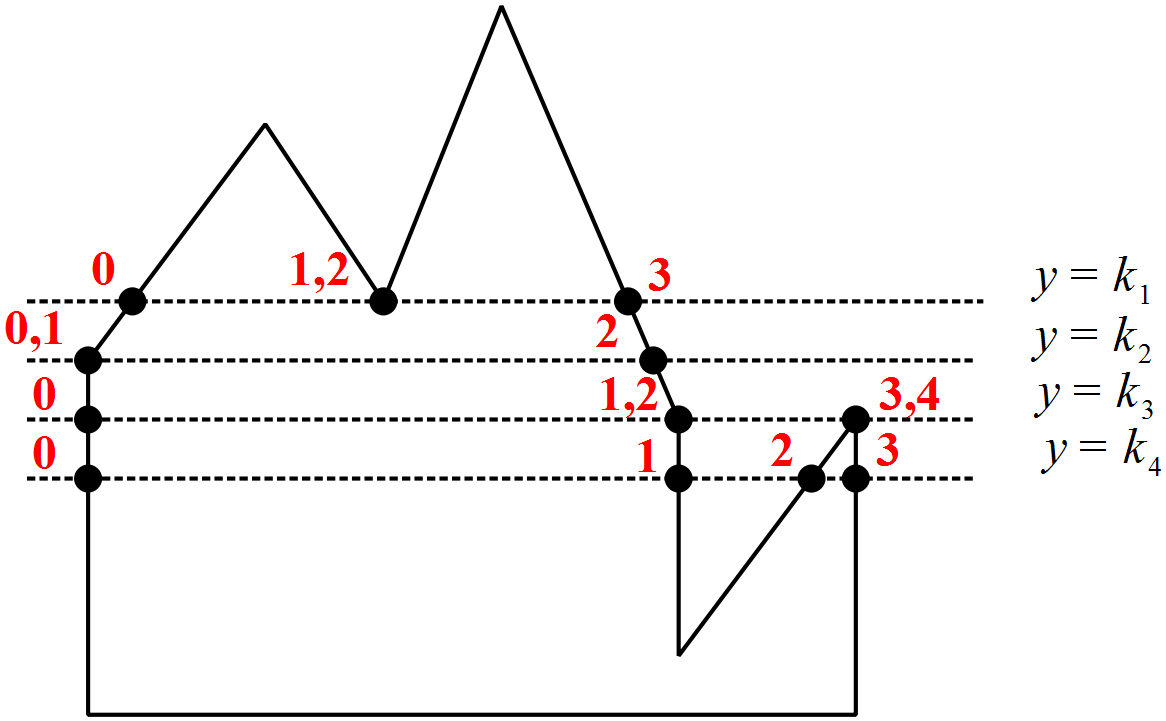 0 1,2 3 y = k1
0,1 2 y = k2
0 1,2 3,4 y = k3
0 1 2 3 y = k4